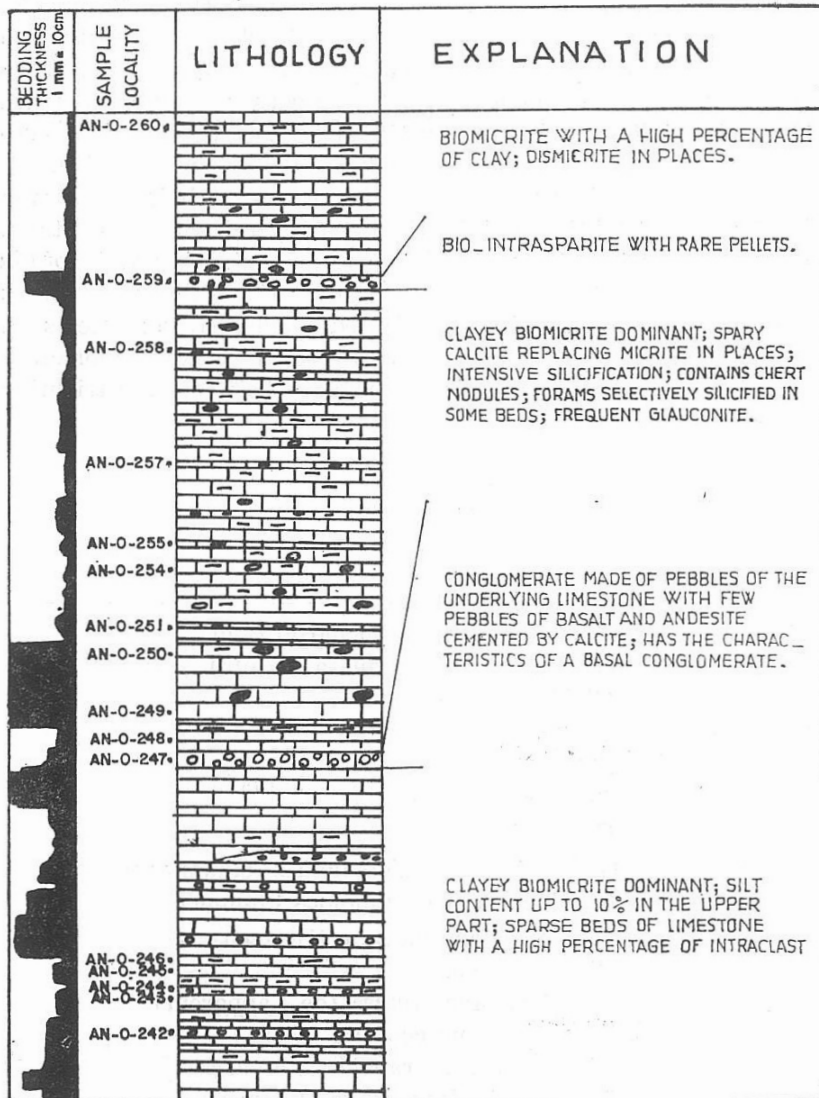 BEDDING
THICKNESS
1 mm = 10cm
SAMPLE
LOCALITY
LITHOLOGY
EXPLANATION
AN-O-260
BIOMICRITE WITH A HIGH PERCENTAGE
OF CLAY; DISMICRITE IN PLACES.
BIO_INTRASPARITE WITH RARE PELLETS.
AN-O-259
AN-O-258
CLAYEY BIOMICRITE DOMINANT; SPARY
CALCITE REPLACING MICRITE IN PLACES;
INTENSIVE SILICIFICATION; CONTAINS CHERT
NODULES; FORAMS SELECTIVELY SILICIFIED IN
SOME BEDS; FREQUENT GLAUCONITE.
AN-O-257
AN-O-255
AN-O-254
AN-O-251
AN-O-250
AN-O-249
AN-O-248
AN-O-247
CONGLOMERATE MADE OF PEBBLES OF THE
UNDERLYING LIMESTONE WITH FEW
PEBBLES OF BASALT AND ANDESITE
CEMENTED BY CALCITE; HAS THE CHARAC_
TERISTICS OF A BASAL CONGLOMERATE.
CLAYEY BIOMICRITE DOMINANT; SILT
CONTENT UP TO 10% IN THE UPPER
PART; SPARSE BEDS OF LIMESTONE
WITH A HIGH PERCENTAGE OF INTRACLAST
AN-O-246
AN-O-245
AN-O-244
AN-O-243
AN-O-242